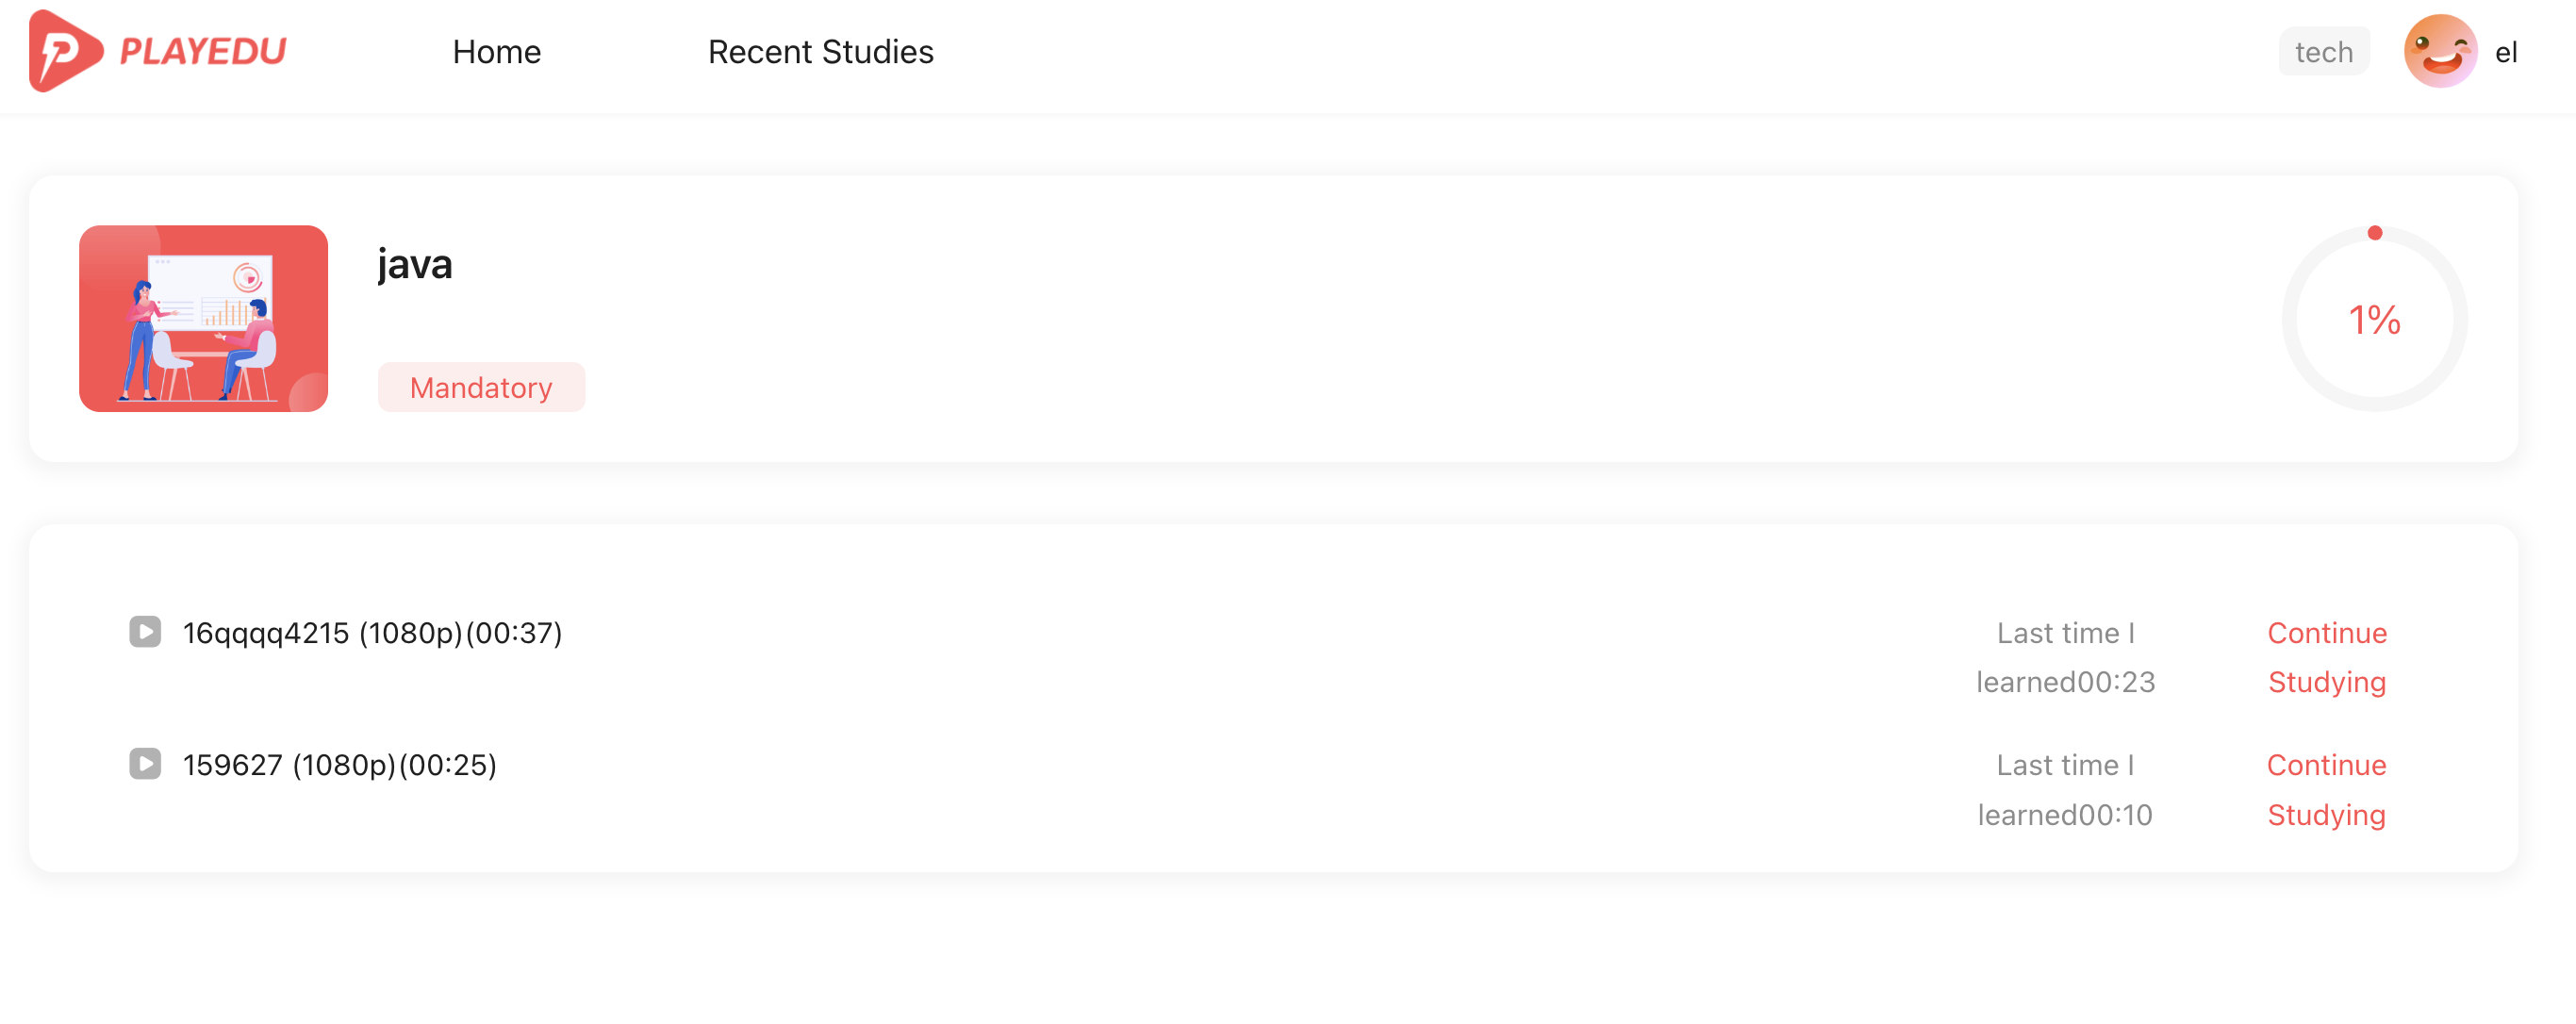 PLAYEDU
Home
Recent Studies
tech
el
java
Mandatory
1%
16qqqq4215 (1080p)(00:37)
Last time I
learned00:23
Continue
Studying
159627 (1080p)(00:25)
Last time I
learned00:10
Continue
Studying